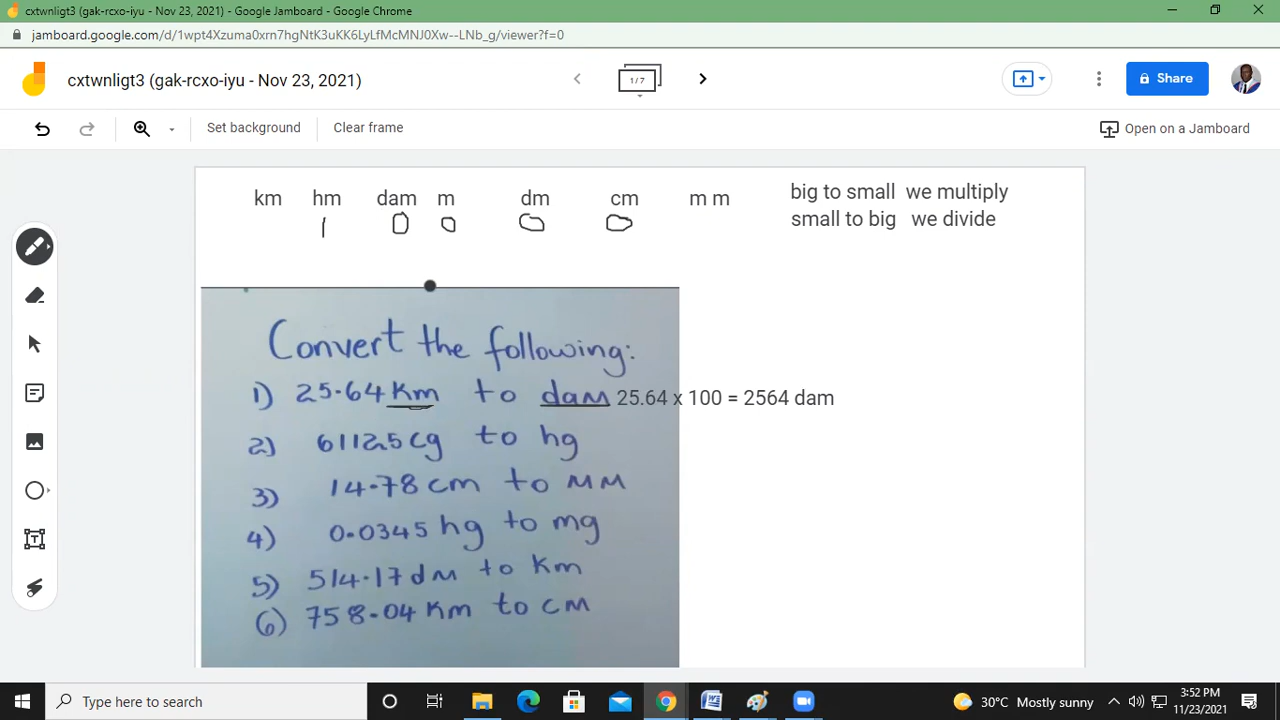 cxtwnligt3 (gak-rcxo-iyu - Nov 23, 2021) - Google Jamboard - Google Chrome
jamboard.google.com/d/1wpt4Xzuma0xrn7hgNtK3uKK6LyLfMcMNJ0Xw--LNb_g/viewer?f=0
cxtwnligt3 (gak-rcxo-iyu - Nov 23, 2021)
1/7
Share
Set background
Clear frame
Open on a Jamboard
km hm dam m dm cm m m
1 0 0 0 0
big to small we multiply
small to big we divide
Convert the following:
1) 25.64 km to dam 25.64 x 100 = 2564 dam
2) 61125 cg to hg
3) 14.78 cm to MM
4) 0.0345 hg to mg
5) 514.17 dm to km
6) 758.04 km to cm
Type here to search
30°C Mostly sunny
3:52 PM
11/23/2021